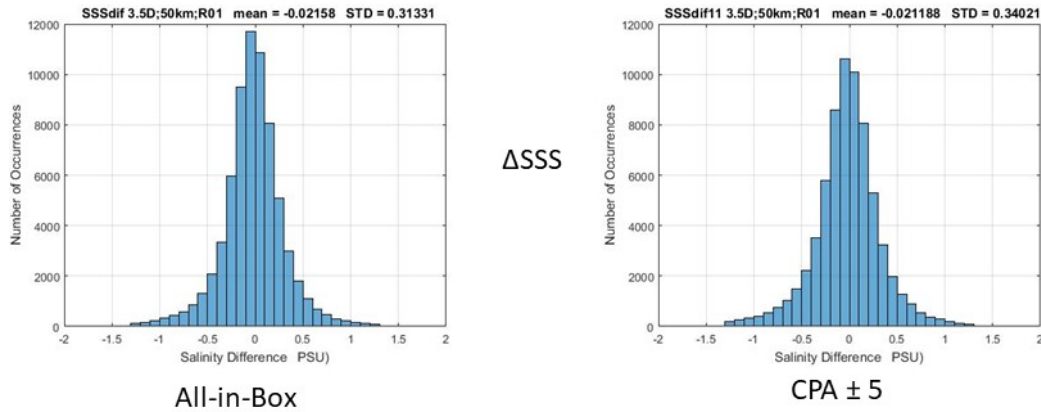 SSSdif 3.5D;50km;R01 mean = -0.02158 STD = 0.31331
12000
10000
8000
6000
4000
2000
0
Number of Occurrences
-2 -1.5 -1 -0.5 0 0.5 1 1.5 2
Salinity Difference PSU)
All-in-Box
ΔSSS
SSSdif11 3.5D;50km;R01 mean = -0.021188 STD = 0.34021
12000
10000
8000
6000
4000
2000
0
Number of Occurrences
-2 -1.5 -1 -0.5 0 0.5 1 1.5 2
Salinity Difference PSU)
CPA ± 5